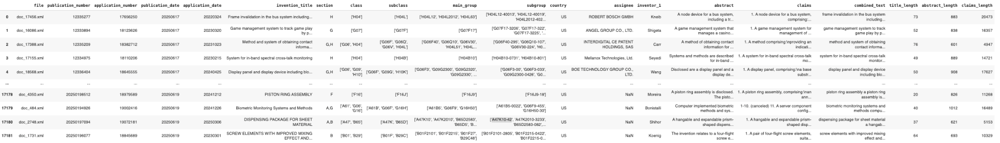 file publication_number application_number publication_date application_date invention_title section class subclass main_group subgroup country assignee inventor_1 abstract claims combined_text title_length abstract_length claims_length
0 doc_17456.xml 12335277 17656250 20250617 20220324 Frame invalidation in the bus system including... H ['H04'] ['H04L'] ['H04L12', 'H04L2012', 'H04L63'] ['H04L12-40013', 'H04L12-40019', 'H04L2012-402... US ROBERT BOSCH GMBH Kneib A node device for a bus system, including a tr... 1. A node device for a bus system, comprising:... frame invalidation in the bus system including... 73 883 20473
1 doc_16086.xml 12333894 18123626 20250617 20230320 Game management system to track game play by p... G ['G07'] ['G07F'] ['G07F17'] ['G07F17-3206', 'G07F17-322', 'G07F17-3225', '... US ANGEL GROUP CO., LTD. Shigeta A game management system that manages a casino... 1. A game management system for management of ... game management system to track game play by p... 52 838 16357
2 doc_17388.xml 12335209 18382712 20250617 20231023 Method and system of obtaining contact informa... G,H ['G06', 'H04'] ['G06F', 'G06Q', 'G06V', 'H04L'] ['G06F40', 'G06Q10', 'G06V30', 'H04L51', 'H04L... ['G06F40-295', 'G06Q10-107', 'G06V30-224', 'H0... US INTERDIGITAL CE PATENT HOLDINGS, SAS Carr A method of obtaining contact information for ... 1. A method comprising:\nproviding an indicati... method and system of obtaining contact informa... 76 601 4947
3 doc_17155.xml 12334975 18110206 20250617 20230215 System for in-band spectral cross-talk monitoring H ['H04'] ['H04B'] ['H04B10'] ['H04B10-0731', 'H04B10-801'] US Mellanox Technologies, Ltd. Seyedi Systems and methods are described for in-band ... 1. A system for in-band spectral cross-talk mo... system for in-band spectral cross-talk monitor... 49 889 14721
4 doc_18568.xml 12336404 18645555 20250617 20240425 Display panel and display device including blo... G,H ['G06', 'G09', 'H10'] ['G06F', 'G09G', 'H10K'] ['G06F3', 'G09G2300', 'G09G2320', 'G09G2330', ... ['G06F3-00', 'G06F3-033', 'G09G2300-0426', 'G0... US BOE TECHNOLOGY GROUP CO., LTD. Wang Disclosed are a display panel and a display de... 1. A display panel, comprising:\na base substr... display panel and display device including blo... 50 908 17627
... ... ... ... ... ... ... ... ... ... ... ... ... ... ... ... ... ... ... ... ...
17178 doc_4350.xml 20250198512 18979589 20250619 20241212 PISTON RING ASSEMBLY F ['F16'] ['F16J'] ['F16J9'] ['F16J9-18'] US NaN Moreira A piston ring assembly is disclosed. The pisto... 1. A piston ring assembly, comprising:\nan ann... piston ring assembly a piston ring assembly is... 20 826 11268
17179 doc_484.xml 20250194926 19002416 20250619 20241226 Biometric Monitoring Systems and Methods A,G ['A61', 'G06', 'G16'] ['A61B', 'G06F', 'G16H'] ['A61B5', 'G06F9', 'G16H50'] ['A61B5-0022', 'G06F9-455', 'G16H50-30'] US NaN Bonistalli Computer implemented biometric methods and sys... 1-10. (canceled) 11. A server component config... biometric monitoring systems and methods compu... 40 1012 16489
17180 doc_2748.xml 20250197094 19072181 20250619 20250306 DISPENSING PACKAGE FOR SHEET MATERIAL A,B ['A47', 'B65'] ['A47K', 'B65D'] ['A47K10', 'A47K2010', 'B65D2583', 'B65D5', 'B... ['A47K10-42', 'A47K2010-3233, 'B65D2583-082',... US NaN Shihor A hangable and expandable prism-shaped dispens... 1. A hangable and expandable prism-shaped disp... dispensing package for sheet material a hangab... 37 621 5153
17181 doc_1731.xml 20250196077 18845689 20250619 20230301 SCREW ELEMENTS WITH IMPROVED MIXING EFFECT AND... B ['B01', 'B29'] ['B01F', 'B29C'] ['B01F2101', 'B01F2215', 'B01F27', 'B29C48'] ['B01F2101-2805', 'B01F2215-0422', 'B01F2215-0... US NaN Koenig The invention relates to a four-flight screw e... 1. A pair of four-flight screw elements, suita... screw elements with improved mixing effect and... 64 693 10329